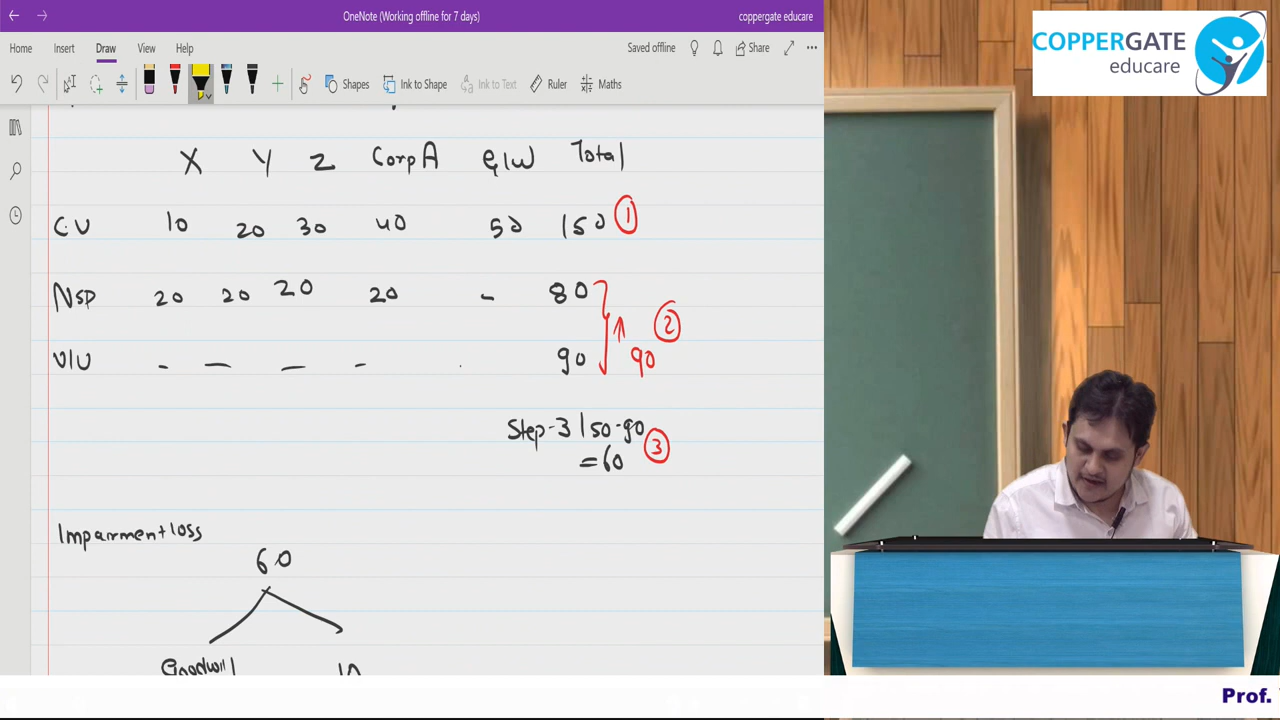 OneNote (Working offline for 7 days)
coppergate educare
Home Insert Draw View Help
Saved offline
Share
Shapes
Ink to Shape
Ink to Text
Ruler
Maths
COPPERGATE
educare
X Y Z Corp A G/W Total
CV 10 20 30 40 50 150 1
NSP 20 20 20 20 - 80
↑ 2
VIU - - - - 90 90
Step-3 150-90
=60 3
Impairment loss
60
Goodwill 10
Prof.